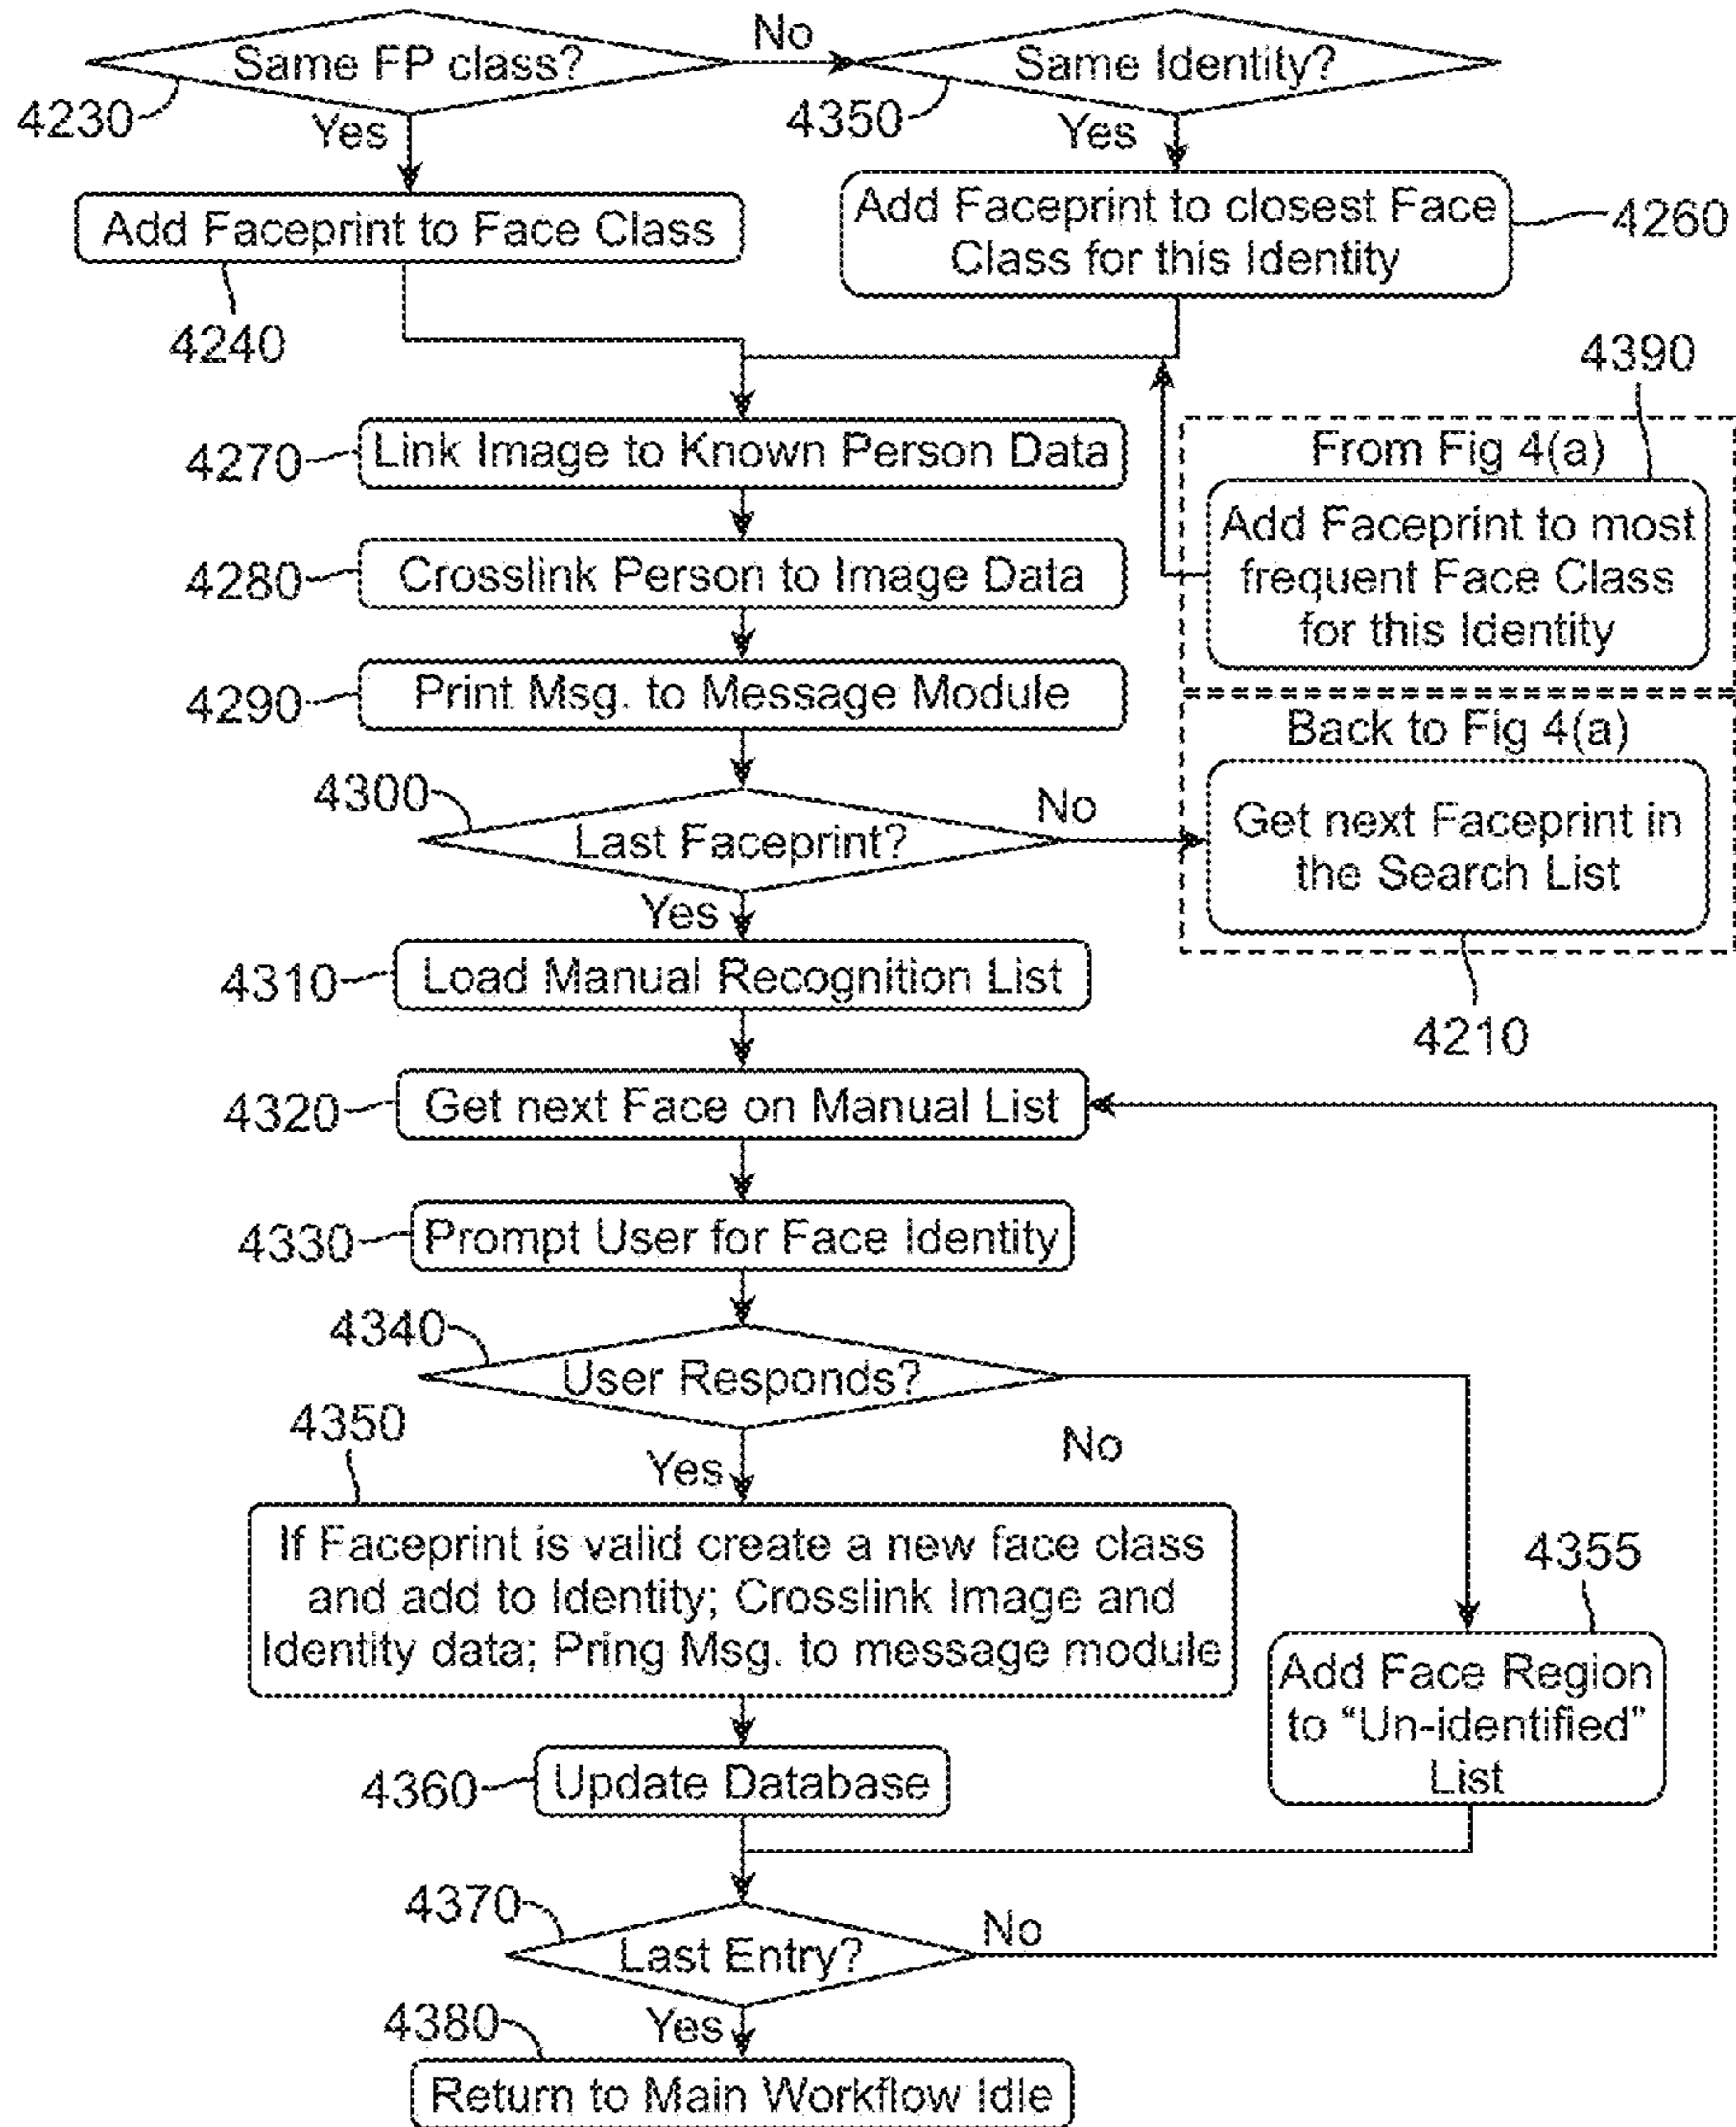 Same FP class?
No
Same Identity?
4230
Yes
4350
Yes
Add Faceprint to Face Class
Add Faceprint to closest Face
Class for this Identity
4260
4240
4390
4270
Link Image to Known Person Data
From Fig 4(a)
Add Faceprint to most
frequent Face Class
for this Identity
4280
Crosslink Person to Image Data
4290
Print Msg. to Message Module
Back to Fig 4(a)
4300
Last Faceprint?
No
Get next Faceprint in
the Search List
Yes
4310
Load Manual Recognition List
4210
4320
Get next Face on Manual List
4330
Prompt User for Face Identity
4340
User Responds?
4350
Yes
No
If Faceprint is valid create a new face class
and add to Identity; Crosslink Image and
Identity data; Pring Msg. to message module
4355
Add Face Region
to “Un-identified”
List
4360
Update Database
4370
Last Entry?
No
4380
Yes
Return to Main Workflow Idle